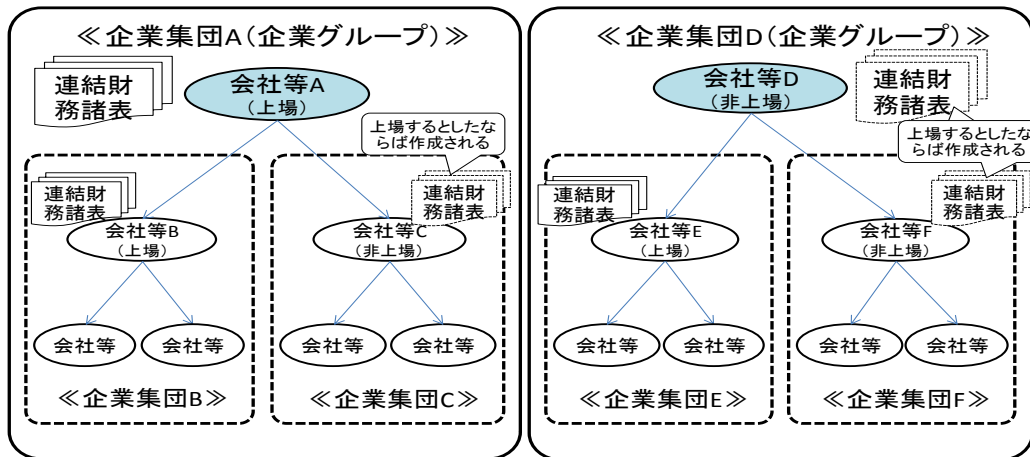 ≪企業集団A(企業グループ)≫
連結財
務諸表
会社等A
(上場)
上場するとしたな
らば作成される
連結財
務諸表
会社等B
(上場)
連結財
務諸表
会社等C
(非上場)
会社等
会社等
会社等
会社等
≪企業集団B≫
≪企業集団C≫
≪企業集団D(企業グループ)≫
会社等D
(非上場)
連結財
務諸表
上場するとしたな
らば作成される
連結財
務諸表
会社等E
(上場)
連結財
務諸表
会社等F
(非上場)
会社等
会社等
会社等
会社等
≪企業集団E≫
≪企業集団F≫